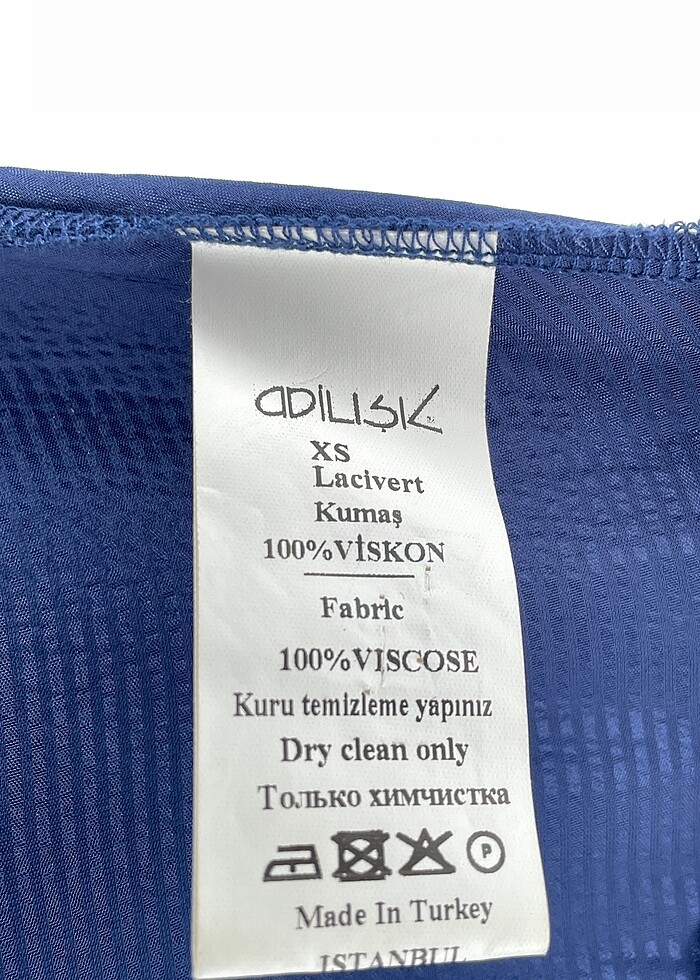 ADILIŞIK
XS
Lacivert
Kumaş
100%VİSKON
Fabric
100%VISCOSE
Kuru temizleme yapınız
Dry clean only
Только химчистка
P
Made In Turkey
ISTANBUL